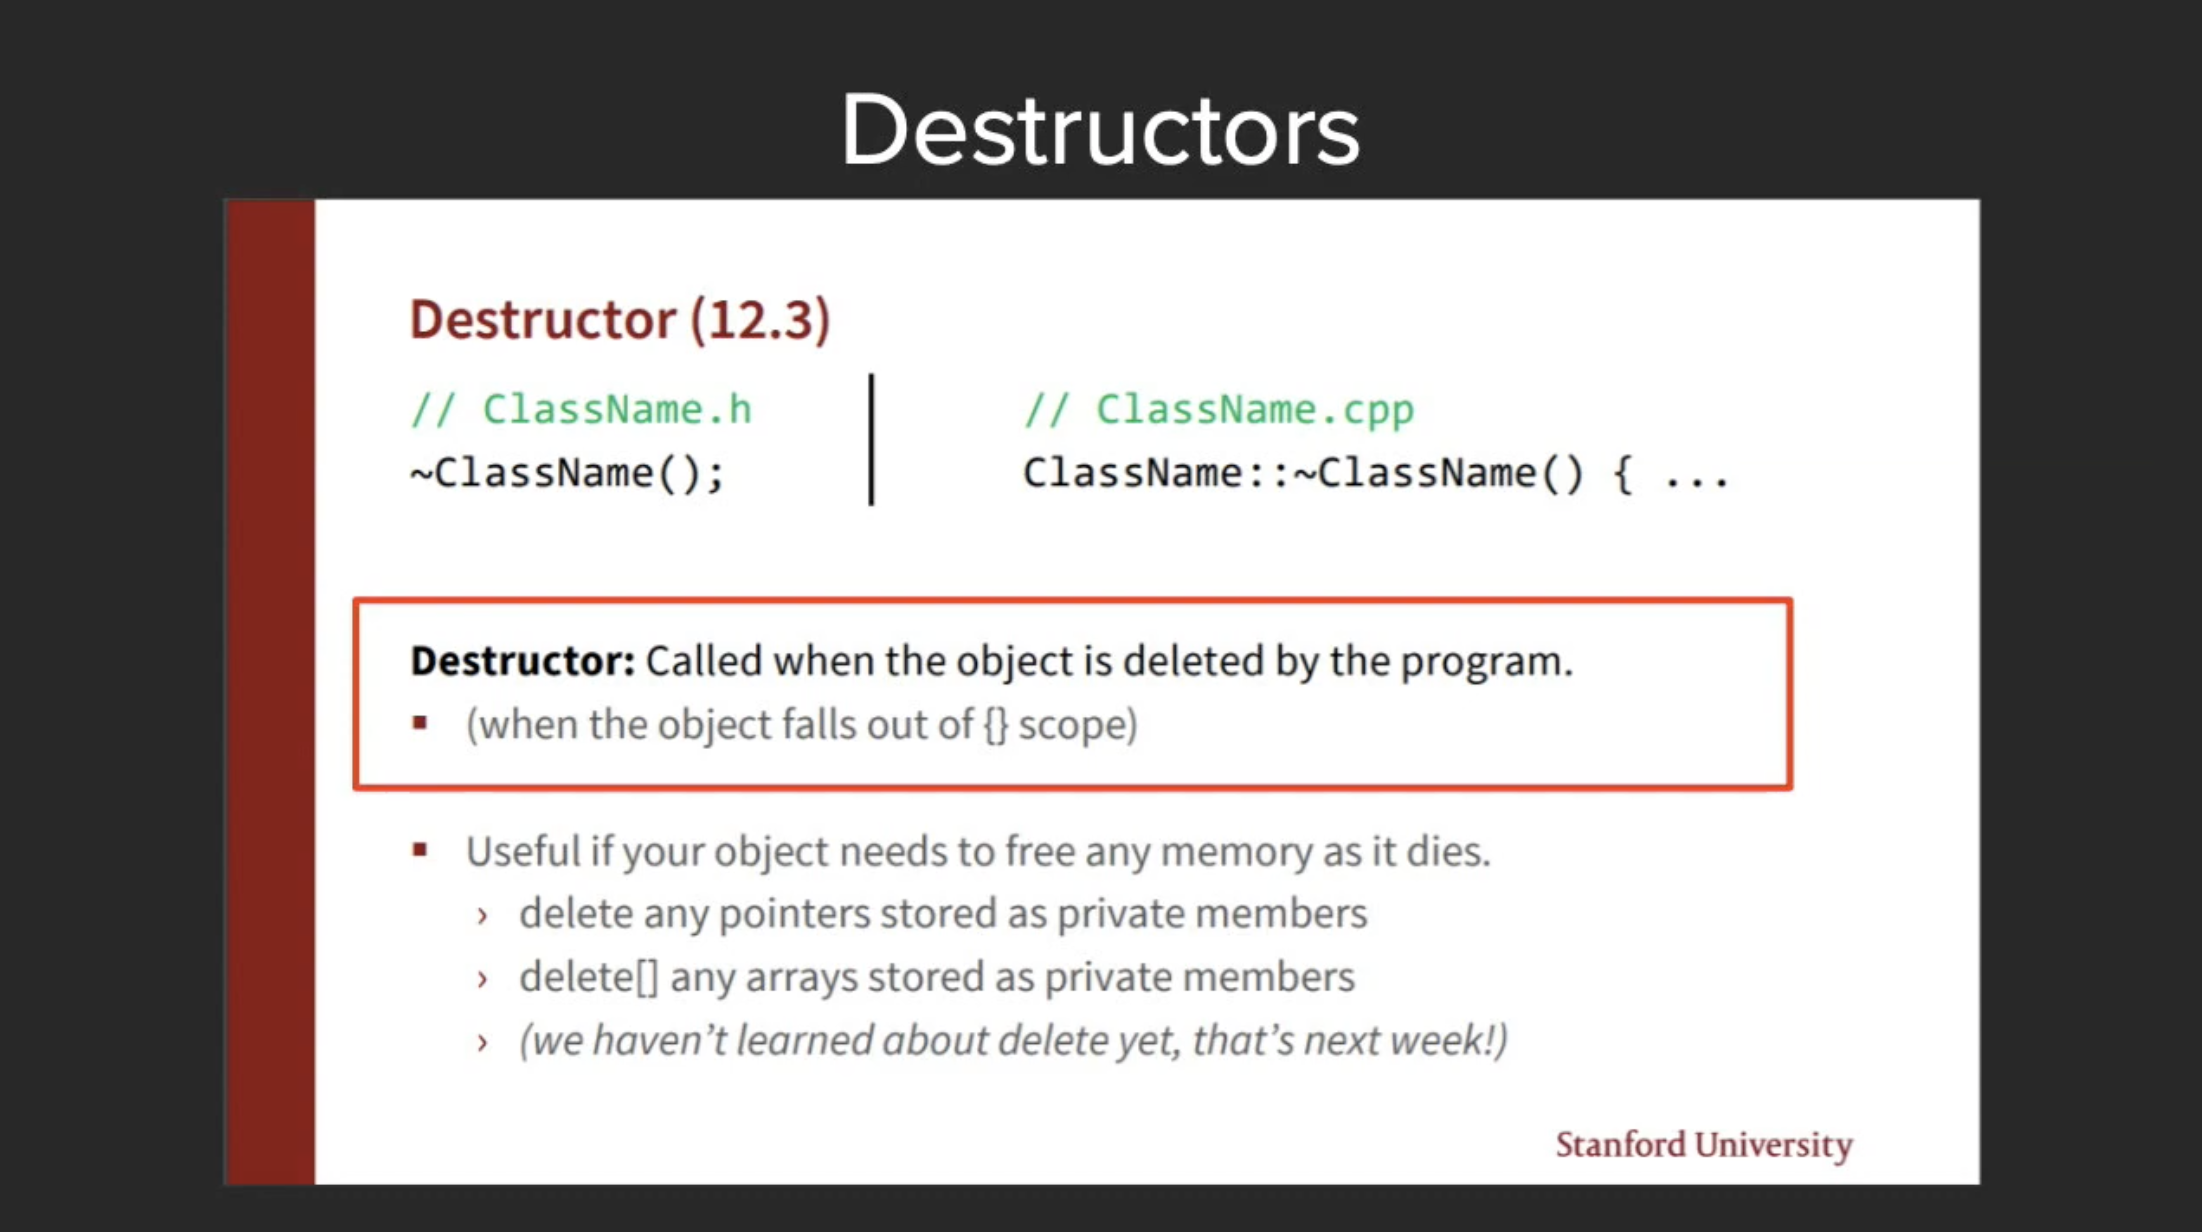 Destructors
Destructor (12.3)
// ClassName.h
~ClassName();
// ClassName.cpp
ClassName::~ClassName() { ...
Destructor: Called when the object is deleted by the program.
▪ (when the object falls out of {} scope)
▪ Useful if your object needs to free any memory as it dies.
› delete any pointers stored as private members
› delete[] any arrays stored as private members
› (we haven't learned about delete yet, that's next week!)
Stanford University